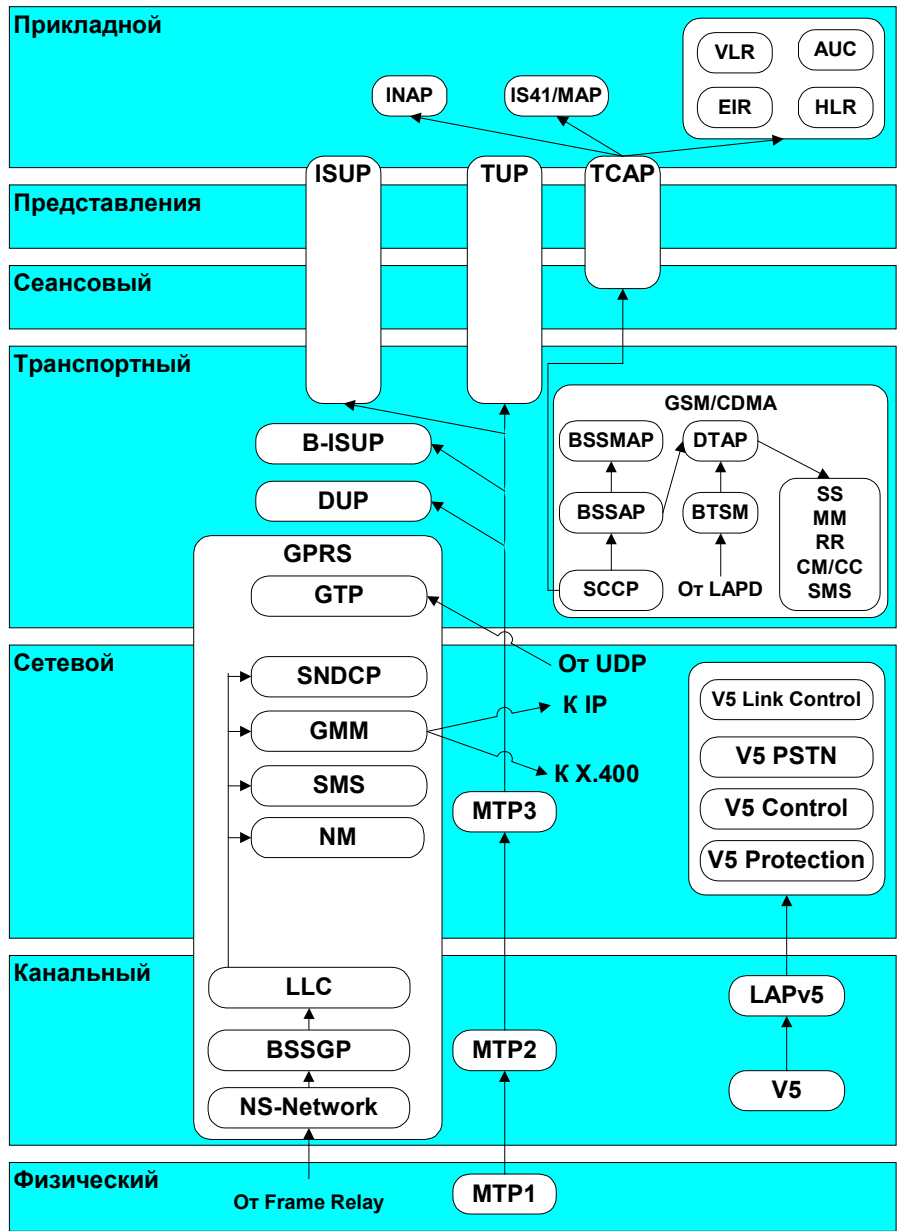 Прикладной
VLR
AUC
INAP
IS41/MAP
EIR
HLR
ISUP
TUP
TCAP
Представления
Сеансовый
Транспортный
GSM/CDMA
B-ISUP
BSSMAP
DTAP
DUP
BSSAP
BTSM
SS
MM
RR
CM/CC
SMS
GPRS
GTP
SCCP
От LAPD
Сетевой
От UDP
SNDCP
К IP
V5 Link Control
GMM
V5 PSTN
К X.400
SMS
MTP3
V5 Control
NM
V5 Protection
Канальный
LLC
LAPv5
BSSGP
MTP2
V5
NS-Network
Физический
От Frame Relay
MTP1